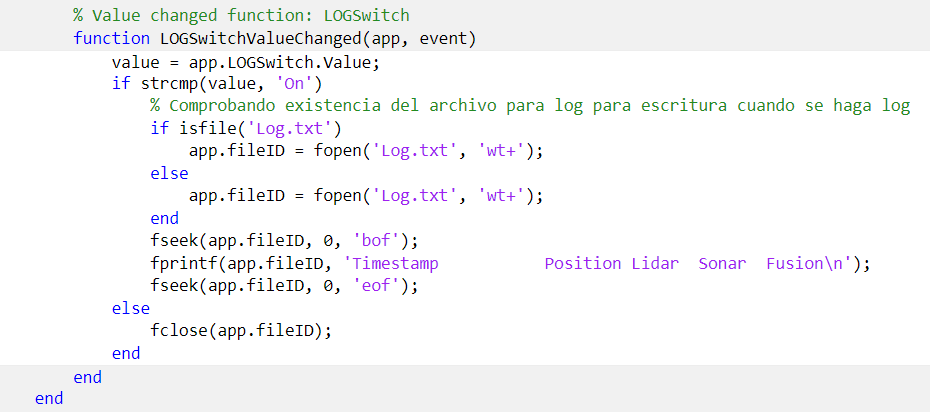 % Value changed function: LOGSwitch
function LOGSwitchValueChanged(app, event)
value = app.LOGSwitch.Value;
if strcmp(value, 'On')
% Comprobando existencia del archivo para log para escritura cuando se haga log
if isfile('Log.txt')
app.fileID = fopen('Log.txt', 'wt+');
else
app.fileID = fopen('Log.txt', 'wt+');
end
fseek(app.fileID, 0, 'bof');
fprintf(app.fileID, 'Timestamp           Position Lidar  Sonar  Fusion\n');
fseek(app.fileID, 0, 'eof');
else
fclose(app.fileID);
end
end
end